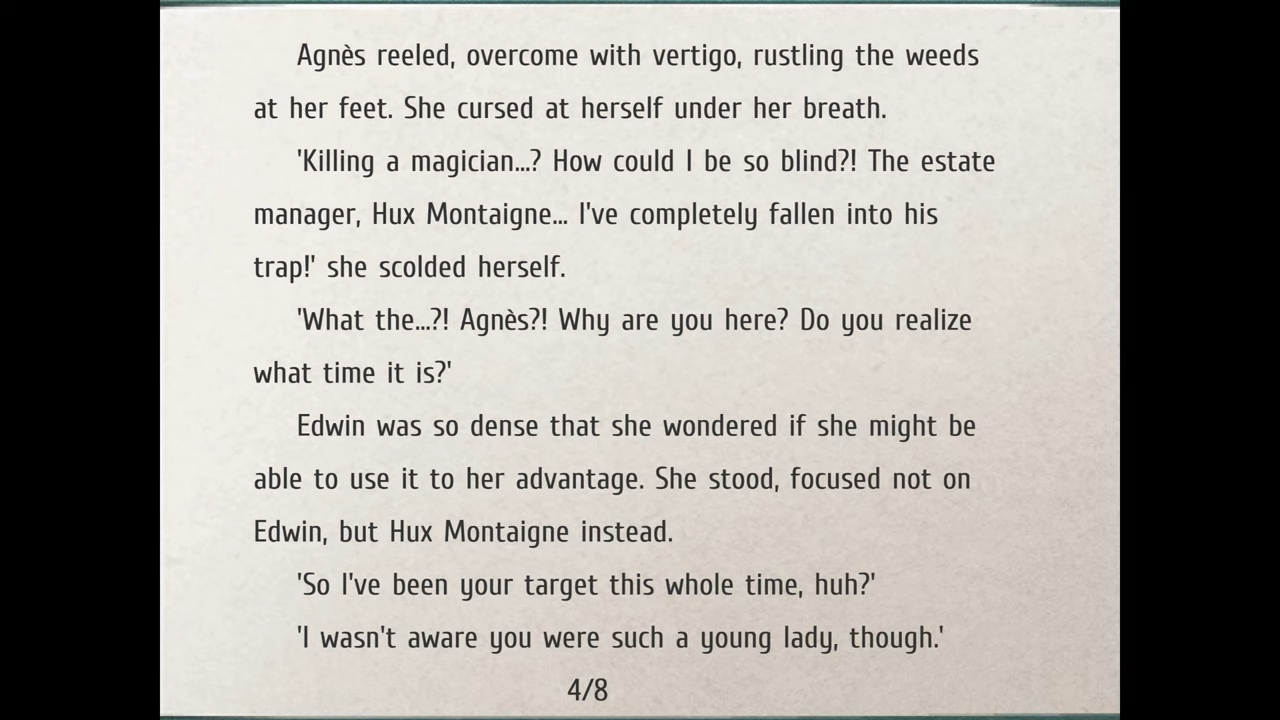 Agnès reeled, overcome with vertigo, rustling the weeds
at her feet. She cursed at herself under her breath.
'Killing a magician...? How could I be so blind?! The estate
manager, Hux Montaigne... I've completely fallen into his
trap!' she scolded herself.
'What the...?! Agnès?! Why are you here? Do you realize
what time it is?'
Edwin was so dense that she wondered if she might be
able to use it to her advantage. She stood, focused not on
Edwin, but Hux Montaigne instead.
'So I've been your target this whole time, huh?'
'I wasn't aware you were such a young lady, though.'
4/8